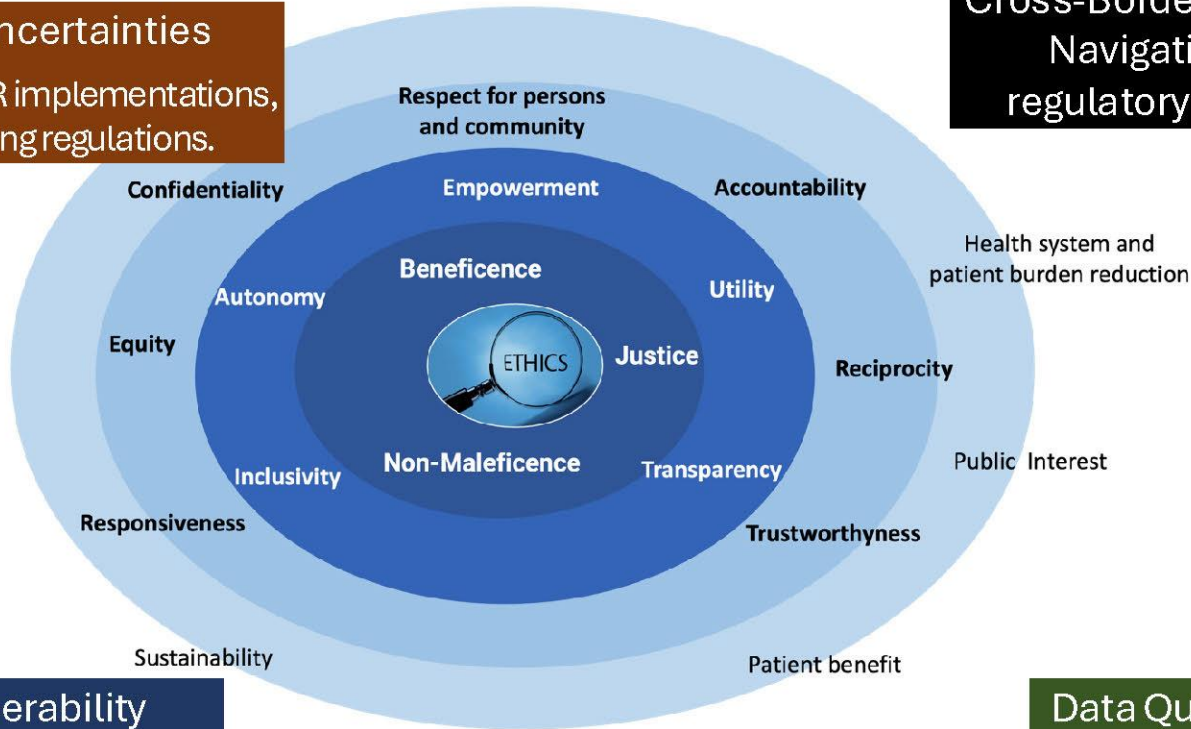 ncertainties
R implementations,
ng regulations.
Cross-Borde
Navigati
regulatory
Respect for persons
and community
Confidentiality
Empowerment
Accountability
Health system and
patient burden reduction
Beneficence
Autonomy
Utility
Equity
ETHICS
Justice
Reciprocity
Inclusivity
Non-Maleficence
Transparency
Public Interest
Responsiveness
Trustworthyness
Sustainability
Patient benefit
erability
Data Qu